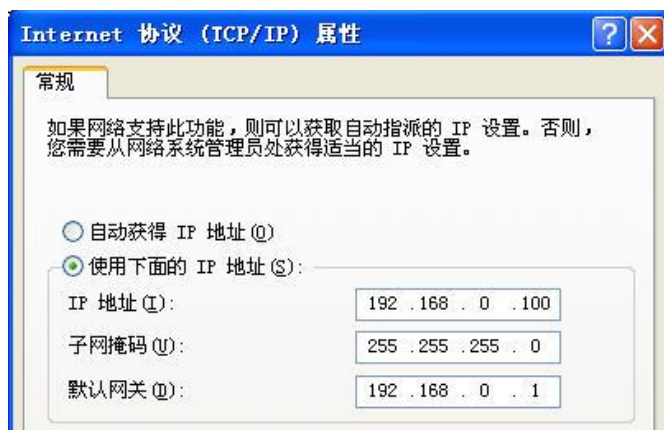 Internet 协议 (TCP/IP) 属性
常规
如果网络支持此功能，则可以获取自动指派的 IP 设置。否则，
您需要从网络系统管理员处获得适当的 IP 设置。
自动获得 IP 地址(O)
使用下面的 IP 地址(S):
IP 地址(I): 192 .168 . 0 .100
子网掩码(U): 255 .255 .255 . 0
默认网关(D): 192 .168 . 0 . 1